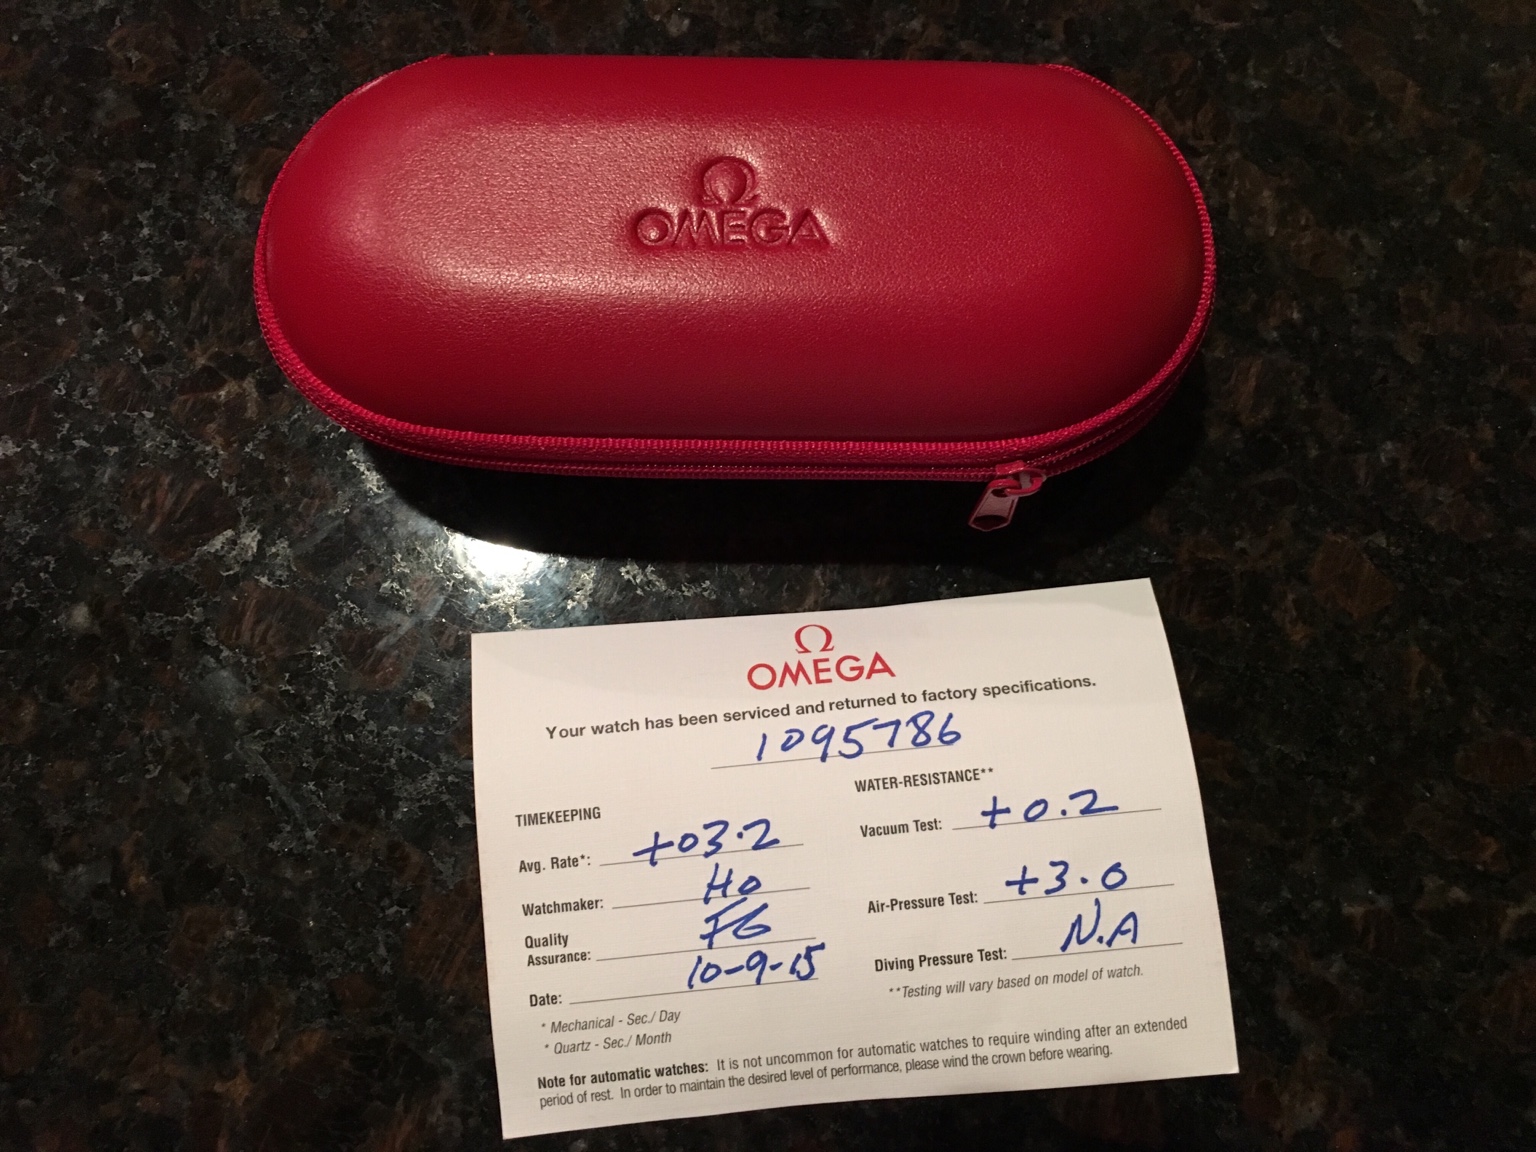 Ω
OMEGA
Ω
OMEGA
Your watch has been serviced and returned to factory specifications.
1095786
TIMEKEEPING
Avg. Rate*: +03.2
Watchmaker: HO
Quality
Assurance: FG
Date: 10-9-15
* Mechanical - Sec./ Day
* Quartz - Sec./ Month
WATER-RESISTANCE**
Vacuum Test: +0.2
Air-Pressure Test: +3.0
Diving Pressure Test: N.A
**Testing will vary based on model of watch.
Note for automatic watches: It is not uncommon for automatic watches to require winding after an extended
period of rest. In order to maintain the desired level of performance, please wind the crown before wearing.